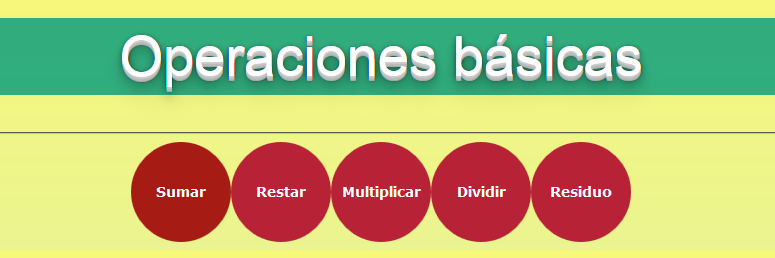 Operaciones básicas
Sumar Restar Multiplicar Dividir Residuo